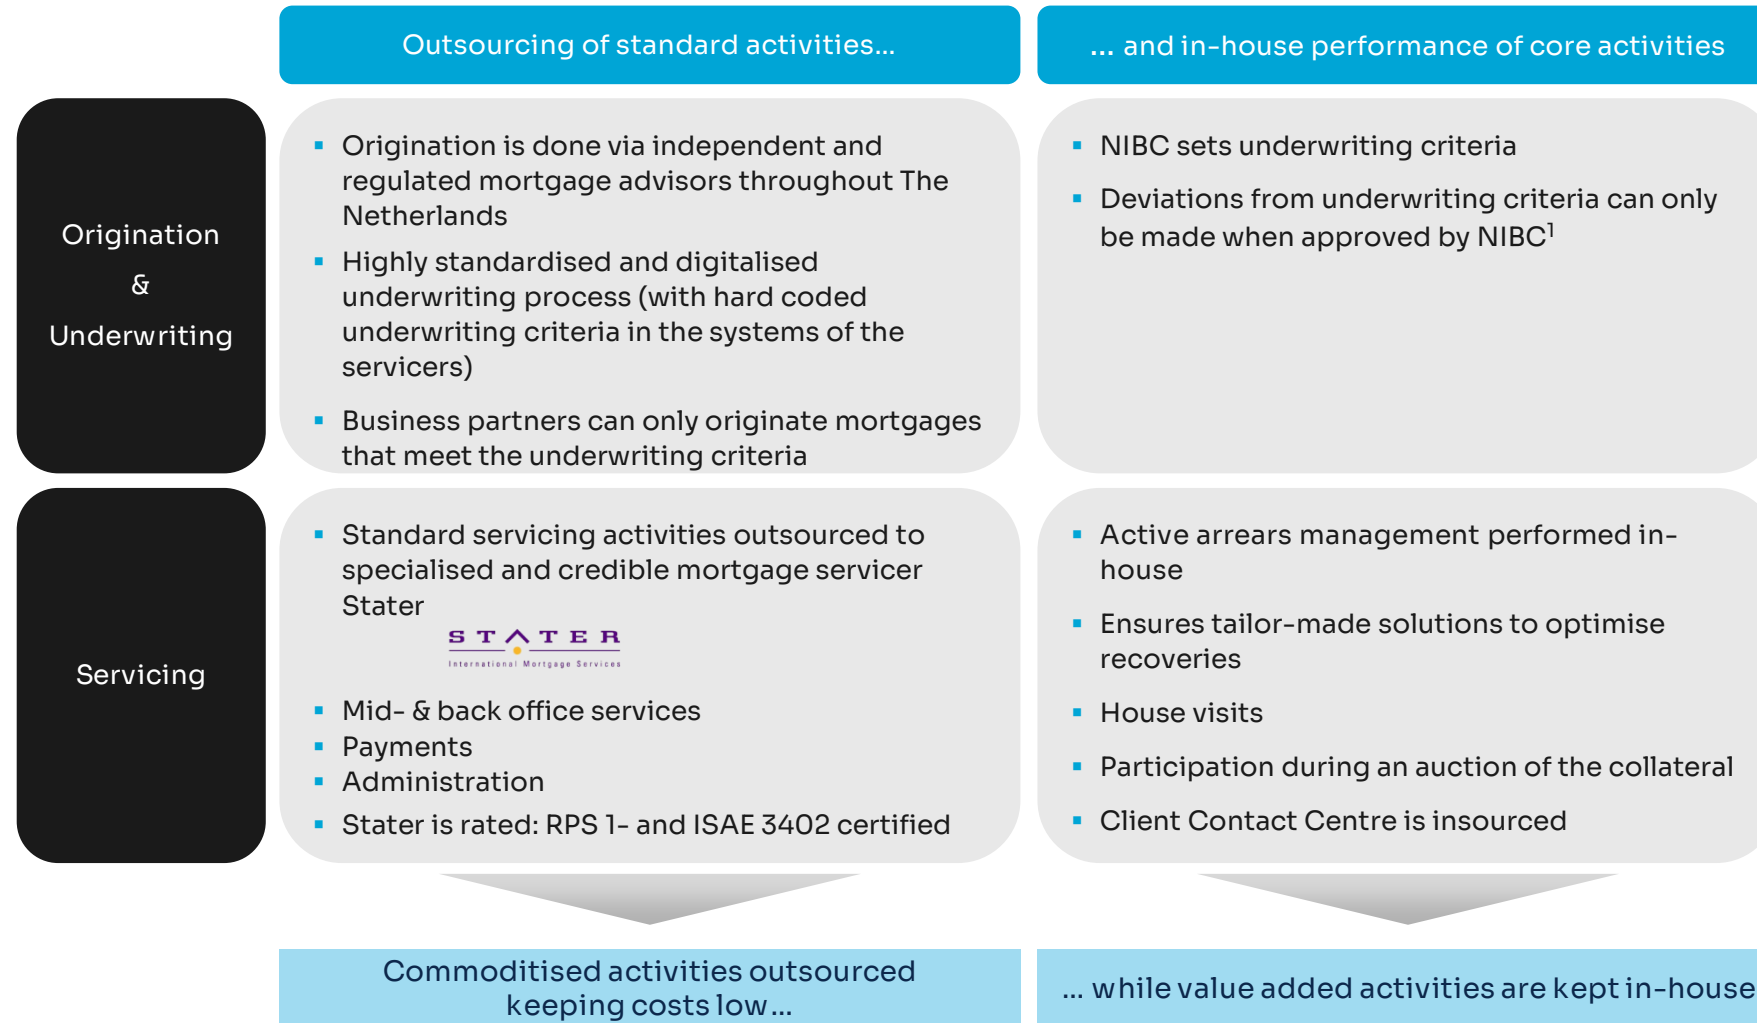 Outsourcing of standard activities...
... and in-house performance of core activities
Origination
&
Underwriting
▪ Origination is done via independent and
regulated mortgage advisors throughout The
Netherlands
▪ Highly standardised and digitalised
underwriting process (with hard coded
underwriting criteria in the systems of the
servicers)
▪ Business partners can only originate mortgages
that meet the underwriting criteria
▪ NIBC sets underwriting criteria
▪ Deviations from underwriting criteria can only
be made when approved by NIBC¹
Servicing
▪ Standard servicing activities outsourced to
specialised and credible mortgage servicer
Stater
STATER
International Mortgage Services
▪ Mid- & back office services
▪ Payments
▪ Administration
▪ Stater is rated: RPS 1- and ISAE 3402 certified
▪ Active arrears management performed in-
house
▪ Ensures tailor-made solutions to optimise
recoveries
▪ House visits
▪ Participation during an auction of the collateral
▪ Client Contact Centre is insourced
Commoditised activities outsourced
keeping costs low...
... while value added activities are kept in-house